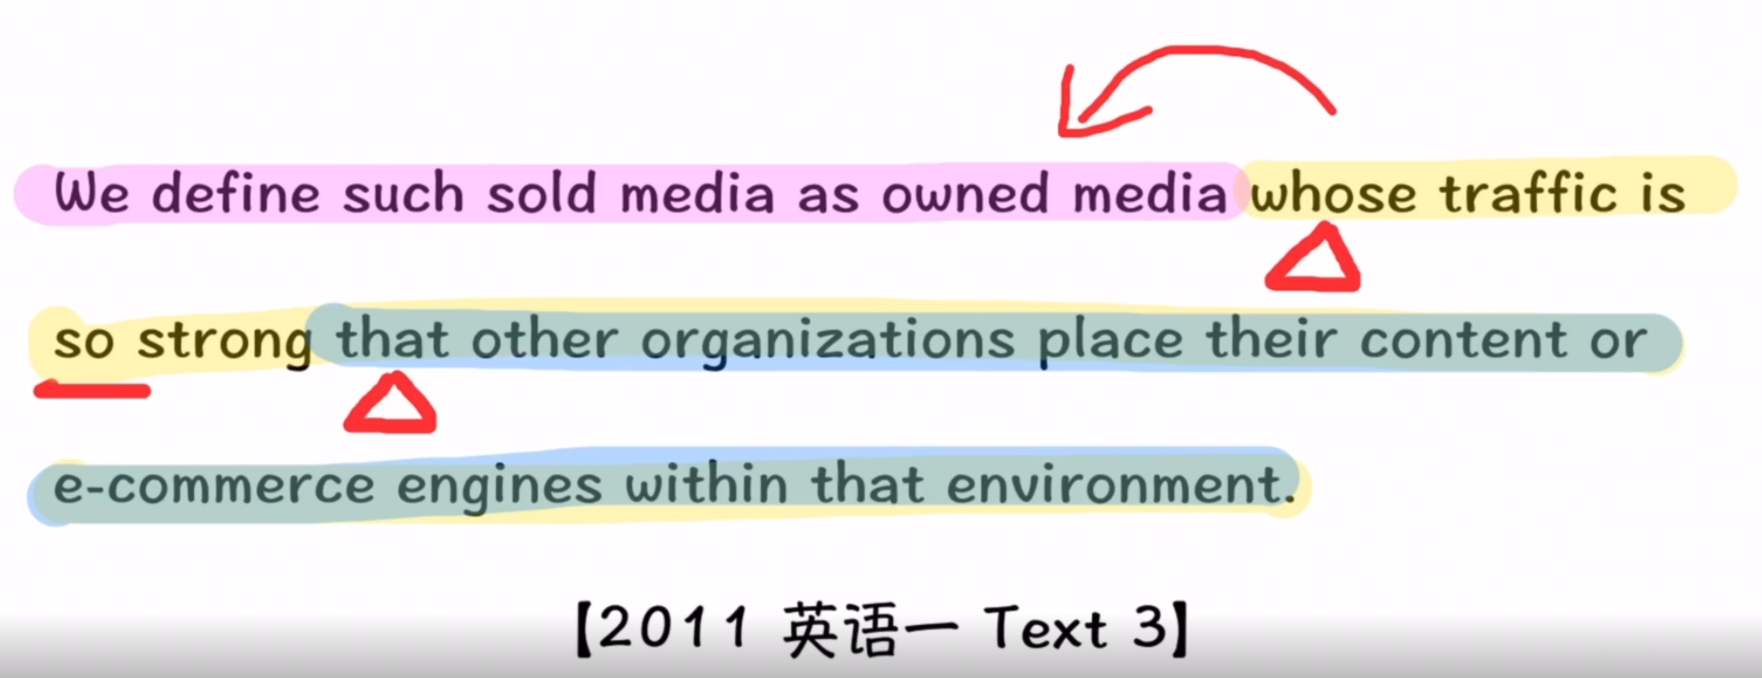 We define such sold media as owned media whose traffic is
so strong that other organizations place their content or
e-commerce engines within that environment.
【2011 英语一 Text 3】